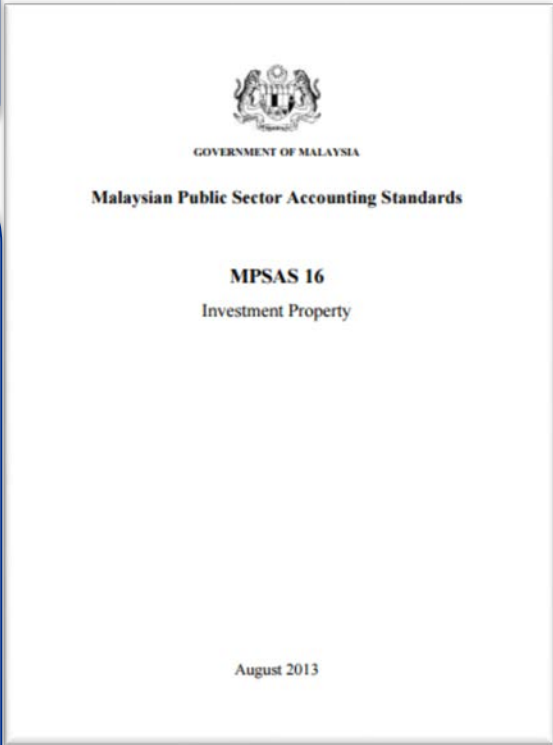 GOVERNMENT OF MALAYSIA
Malaysian Public Sector Accounting Standards
MPSAS 16
Investment Property
August 2013